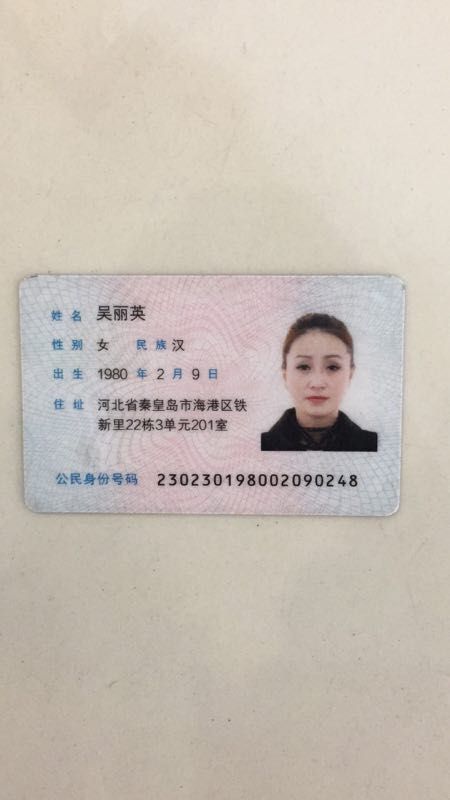 姓名 吴丽英
性别 女 民族 汉
出生 1980 年 2 月 9 日
住址 河北省秦皇岛市海港区铁
新里22栋3单元201室
公民身份号码 230230198002090248